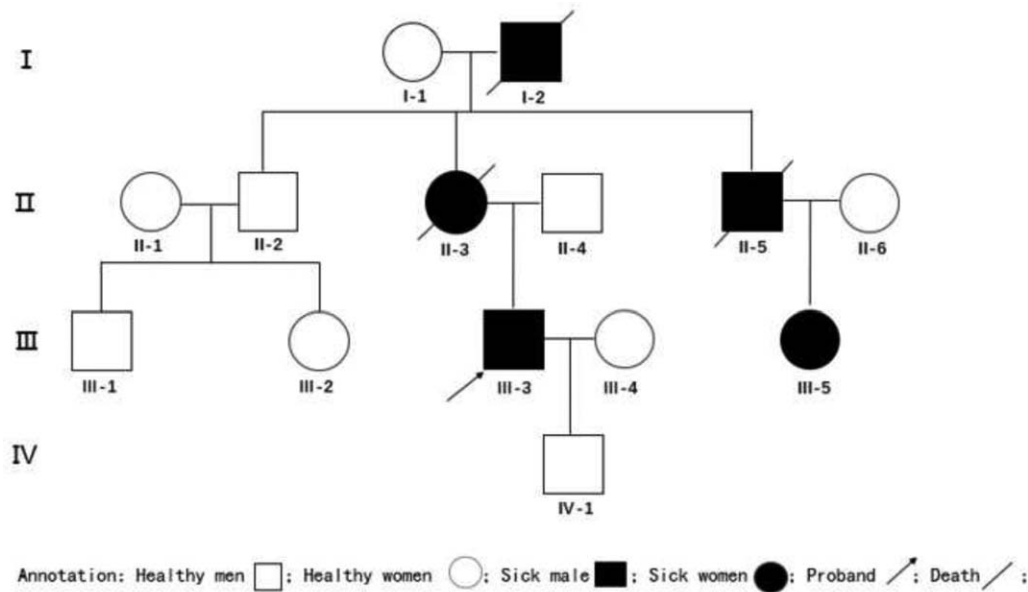 I
I-1
I-2
II
II-1
II-2
II-3
II-4
II-5
II-6
III
III-1
III-2
III-3
III-4
III-5
IV
IV-1
Annotation: Healthy men ; Healthy women ; Sick male ; Sick women ; Proband ; Death ;